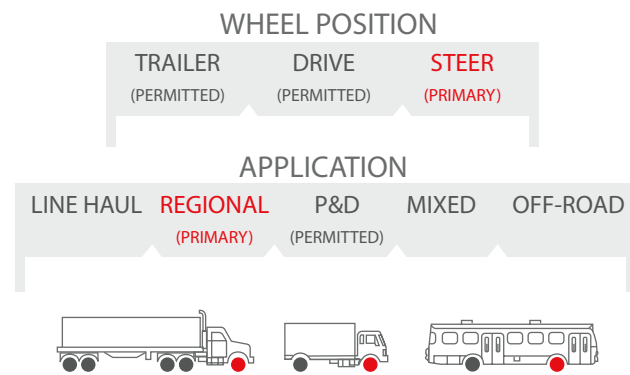 WHEEL POSITION
TRAILER DRIVE STEER
(PERMITTED) (PERMITTED) (PRIMARY)
APPLICATION
LINE HAUL REGIONAL P&D MIXED OFF-ROAD
(PRIMARY) (PERMITTED)